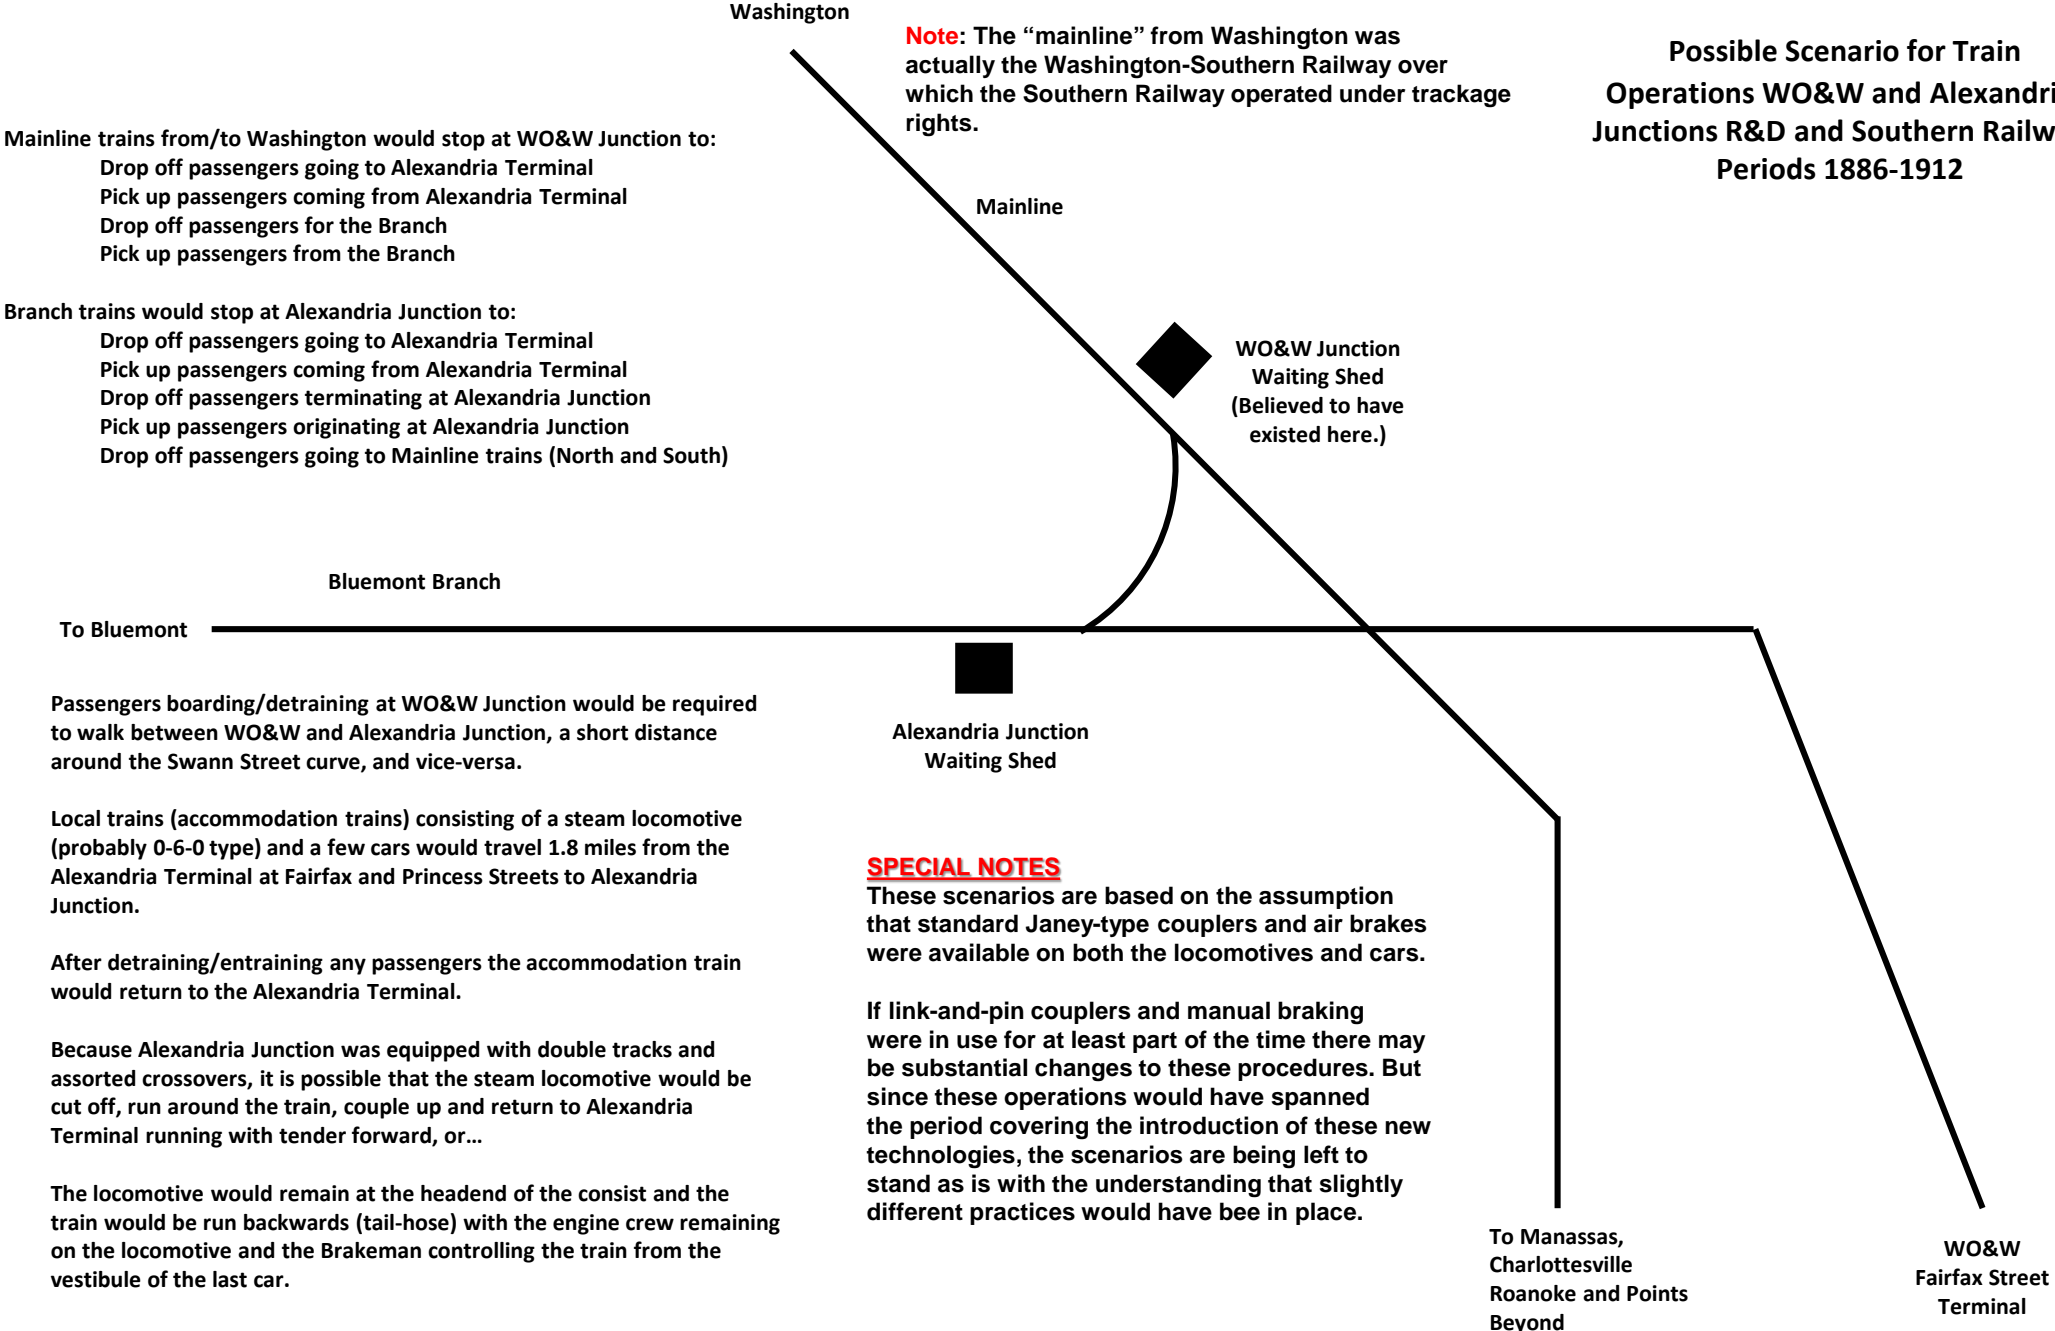 Washington
Note: The “mainline” from Washington was
actually the Washington-Southern Railway over
which the Southern Railway operated under trackage
rights.
Possible Scenario for Train
Operations WO&W and Alexandri
Junctions R&D and Southern Railw
Periods 1886-1912
Mainline trains from/to Washington would stop at WO&W Junction to:
Drop off passengers going to Alexandria Terminal
Pick up passengers coming from Alexandria Terminal
Drop off passengers for the Branch
Pick up passengers from the Branch
Mainline
Branch trains would stop at Alexandria Junction to:
Drop off passengers going to Alexandria Terminal
Pick up passengers coming from Alexandria Terminal
Drop off passengers terminating at Alexandria Junction
Pick up passengers originating at Alexandria Junction
Drop off passengers going to Mainline trains (North and South)
WO&W Junction
Waiting Shed
(Believed to have
existed here.)
Bluemont Branch
To Bluemont
Alexandria Junction
Waiting Shed
Passengers boarding/detraining at WO&W Junction would be required
to walk between WO&W and Alexandria Junction, a short distance
around the Swann Street curve, and vice-versa.
Local trains (accommodation trains) consisting of a steam locomotive
(probably 0-6-0 type) and a few cars would travel 1.8 miles from the
Alexandria Terminal at Fairfax and Princess Streets to Alexandria
Junction.
After detraining/entraining any passengers the accommodation train
would return to the Alexandria Terminal.
Because Alexandria Junction was equipped with double tracks and
assorted crossovers, it is possible that the steam locomotive would be
cut off, run around the train, couple up and return to Alexandria
Terminal running with tender forward, or…
The locomotive would remain at the headend of the consist and the
train would be run backwards (tail-hose) with the engine crew remaining
on the locomotive and the Brakeman controlling the train from the
vestibule of the last car.
SPECIAL NOTES
These scenarios are based on the assumption
that standard Janey-type couplers and air brakes
were available on both the locomotives and cars.
If link-and-pin couplers and manual braking
were in use for at least part of the time there may
be substantial changes to these procedures. But
since these operations would have spanned
the period covering the introduction of these new
technologies, the scenarios are being left to
stand as is with the understanding that slightly
different practices would have bee in place.
To Manassas,
Charlottesville
Roanoke and Points
Beyond
WO&W
Fairfax Street
Terminal